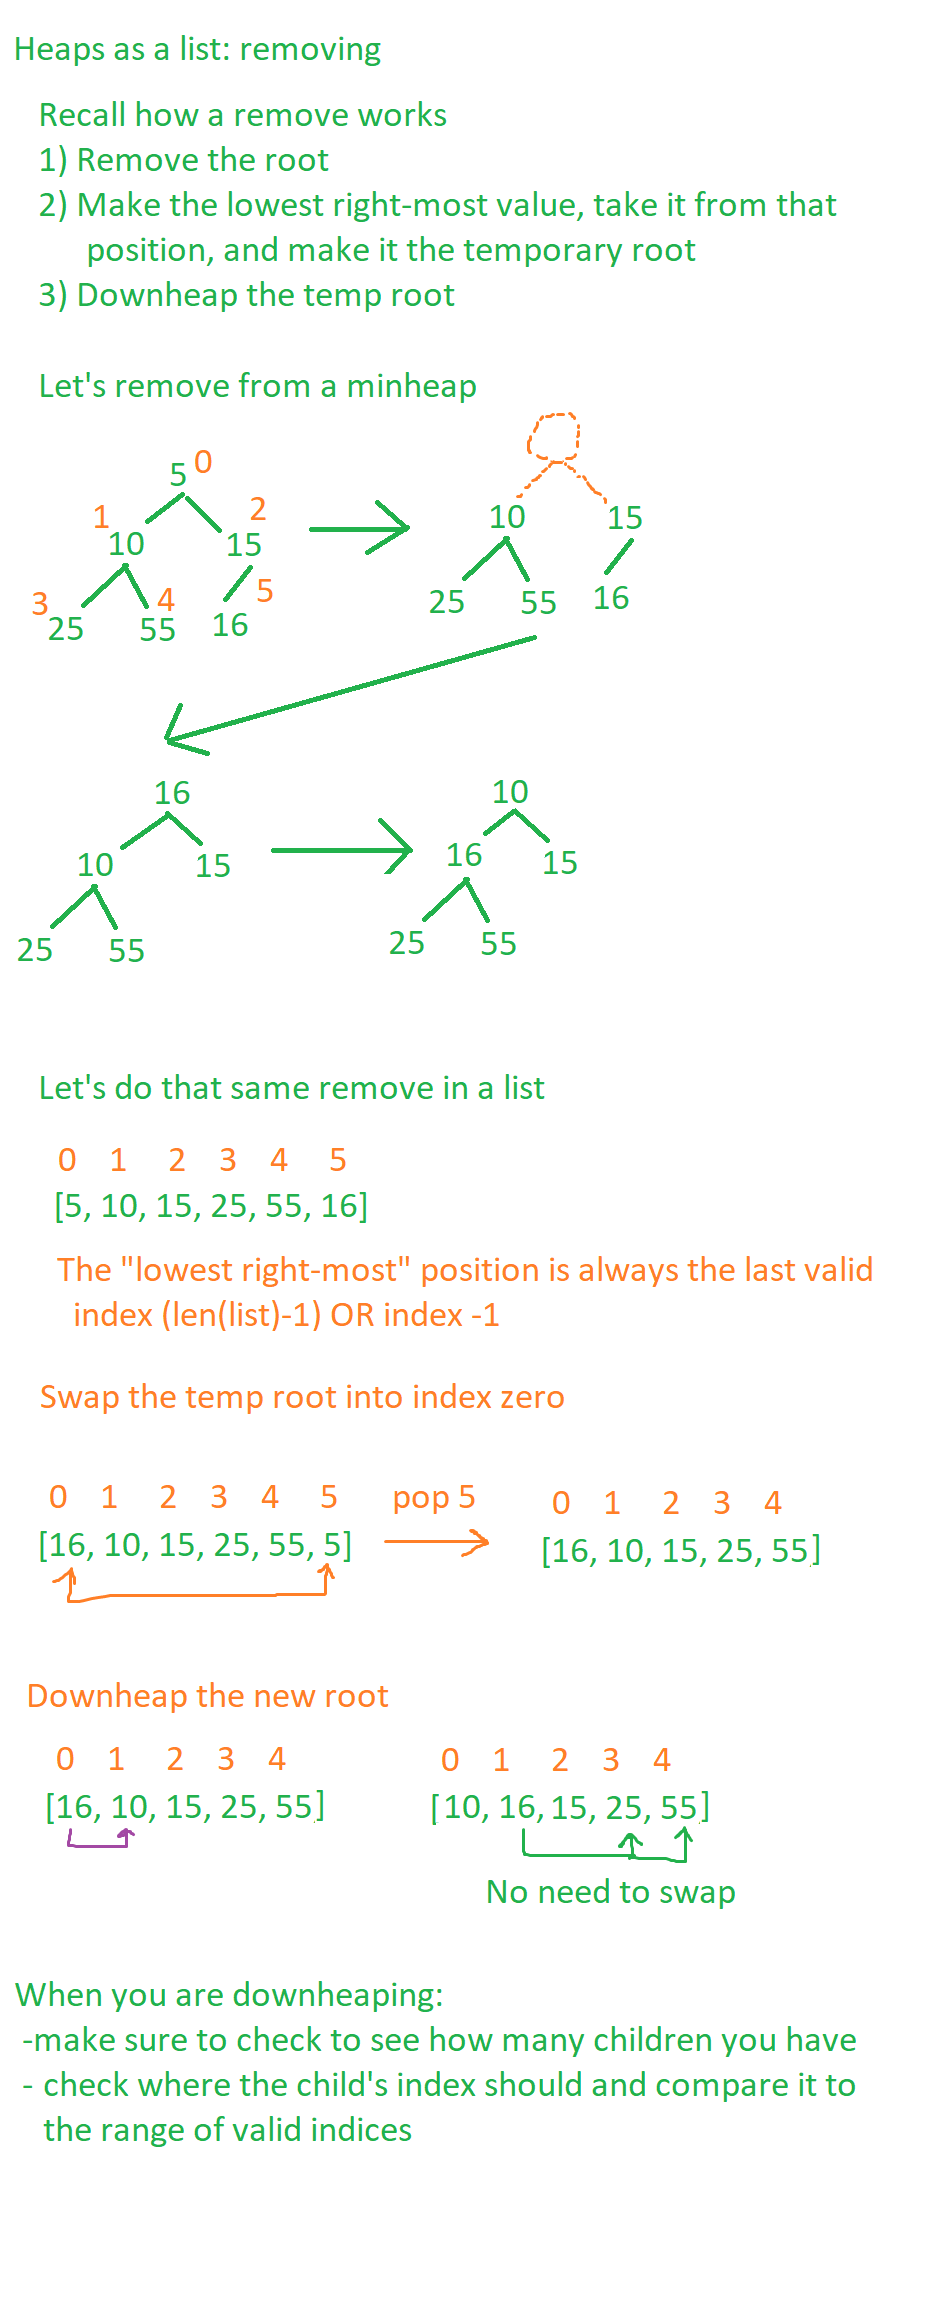 Heaps as a list: removing
Recall how a remove works
1) Remove the root
2) Make the lowest right-most value, take it from that
position, and make it the temporary root
3) Downheap the temp root
Let's remove from a minheap
5 0
1 2
10 15
3 4 5
25 55 16
10 15
25 55 16
16
10 15
25 55
10
16 15
25 55
Let's do that same remove in a list
0 1 2 3 4 5
[5, 10, 15, 25, 55, 16]
The "lowest right-most" position is always the last valid
index (len(list)-1) OR index -1
Swap the temp root into index zero
0 1 2 3 4 5 pop 5 0 1 2 3 4
[16, 10, 15, 25, 55, 5] [16, 10, 15, 25, 55]
Downheap the new root
0 1 2 3 4 0 1 2 3 4
[16, 10, 15, 25, 55] [10, 16, 15, 25, 55]
No need to swap
When you are downheaping:
-make sure to check to see how many children you have
- check where the child's index should and compare it to
the range of valid indices